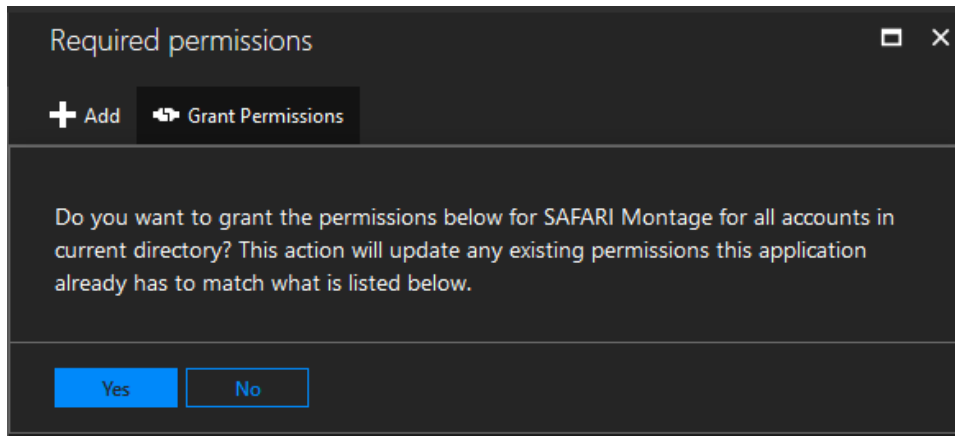 Required permissions
Add
Grant Permissions
Do you want to grant the permissions below for SAFARI Montage for all accounts in
current directory? This action will update any existing permissions this application
already has to match what is listed below.
Yes
No